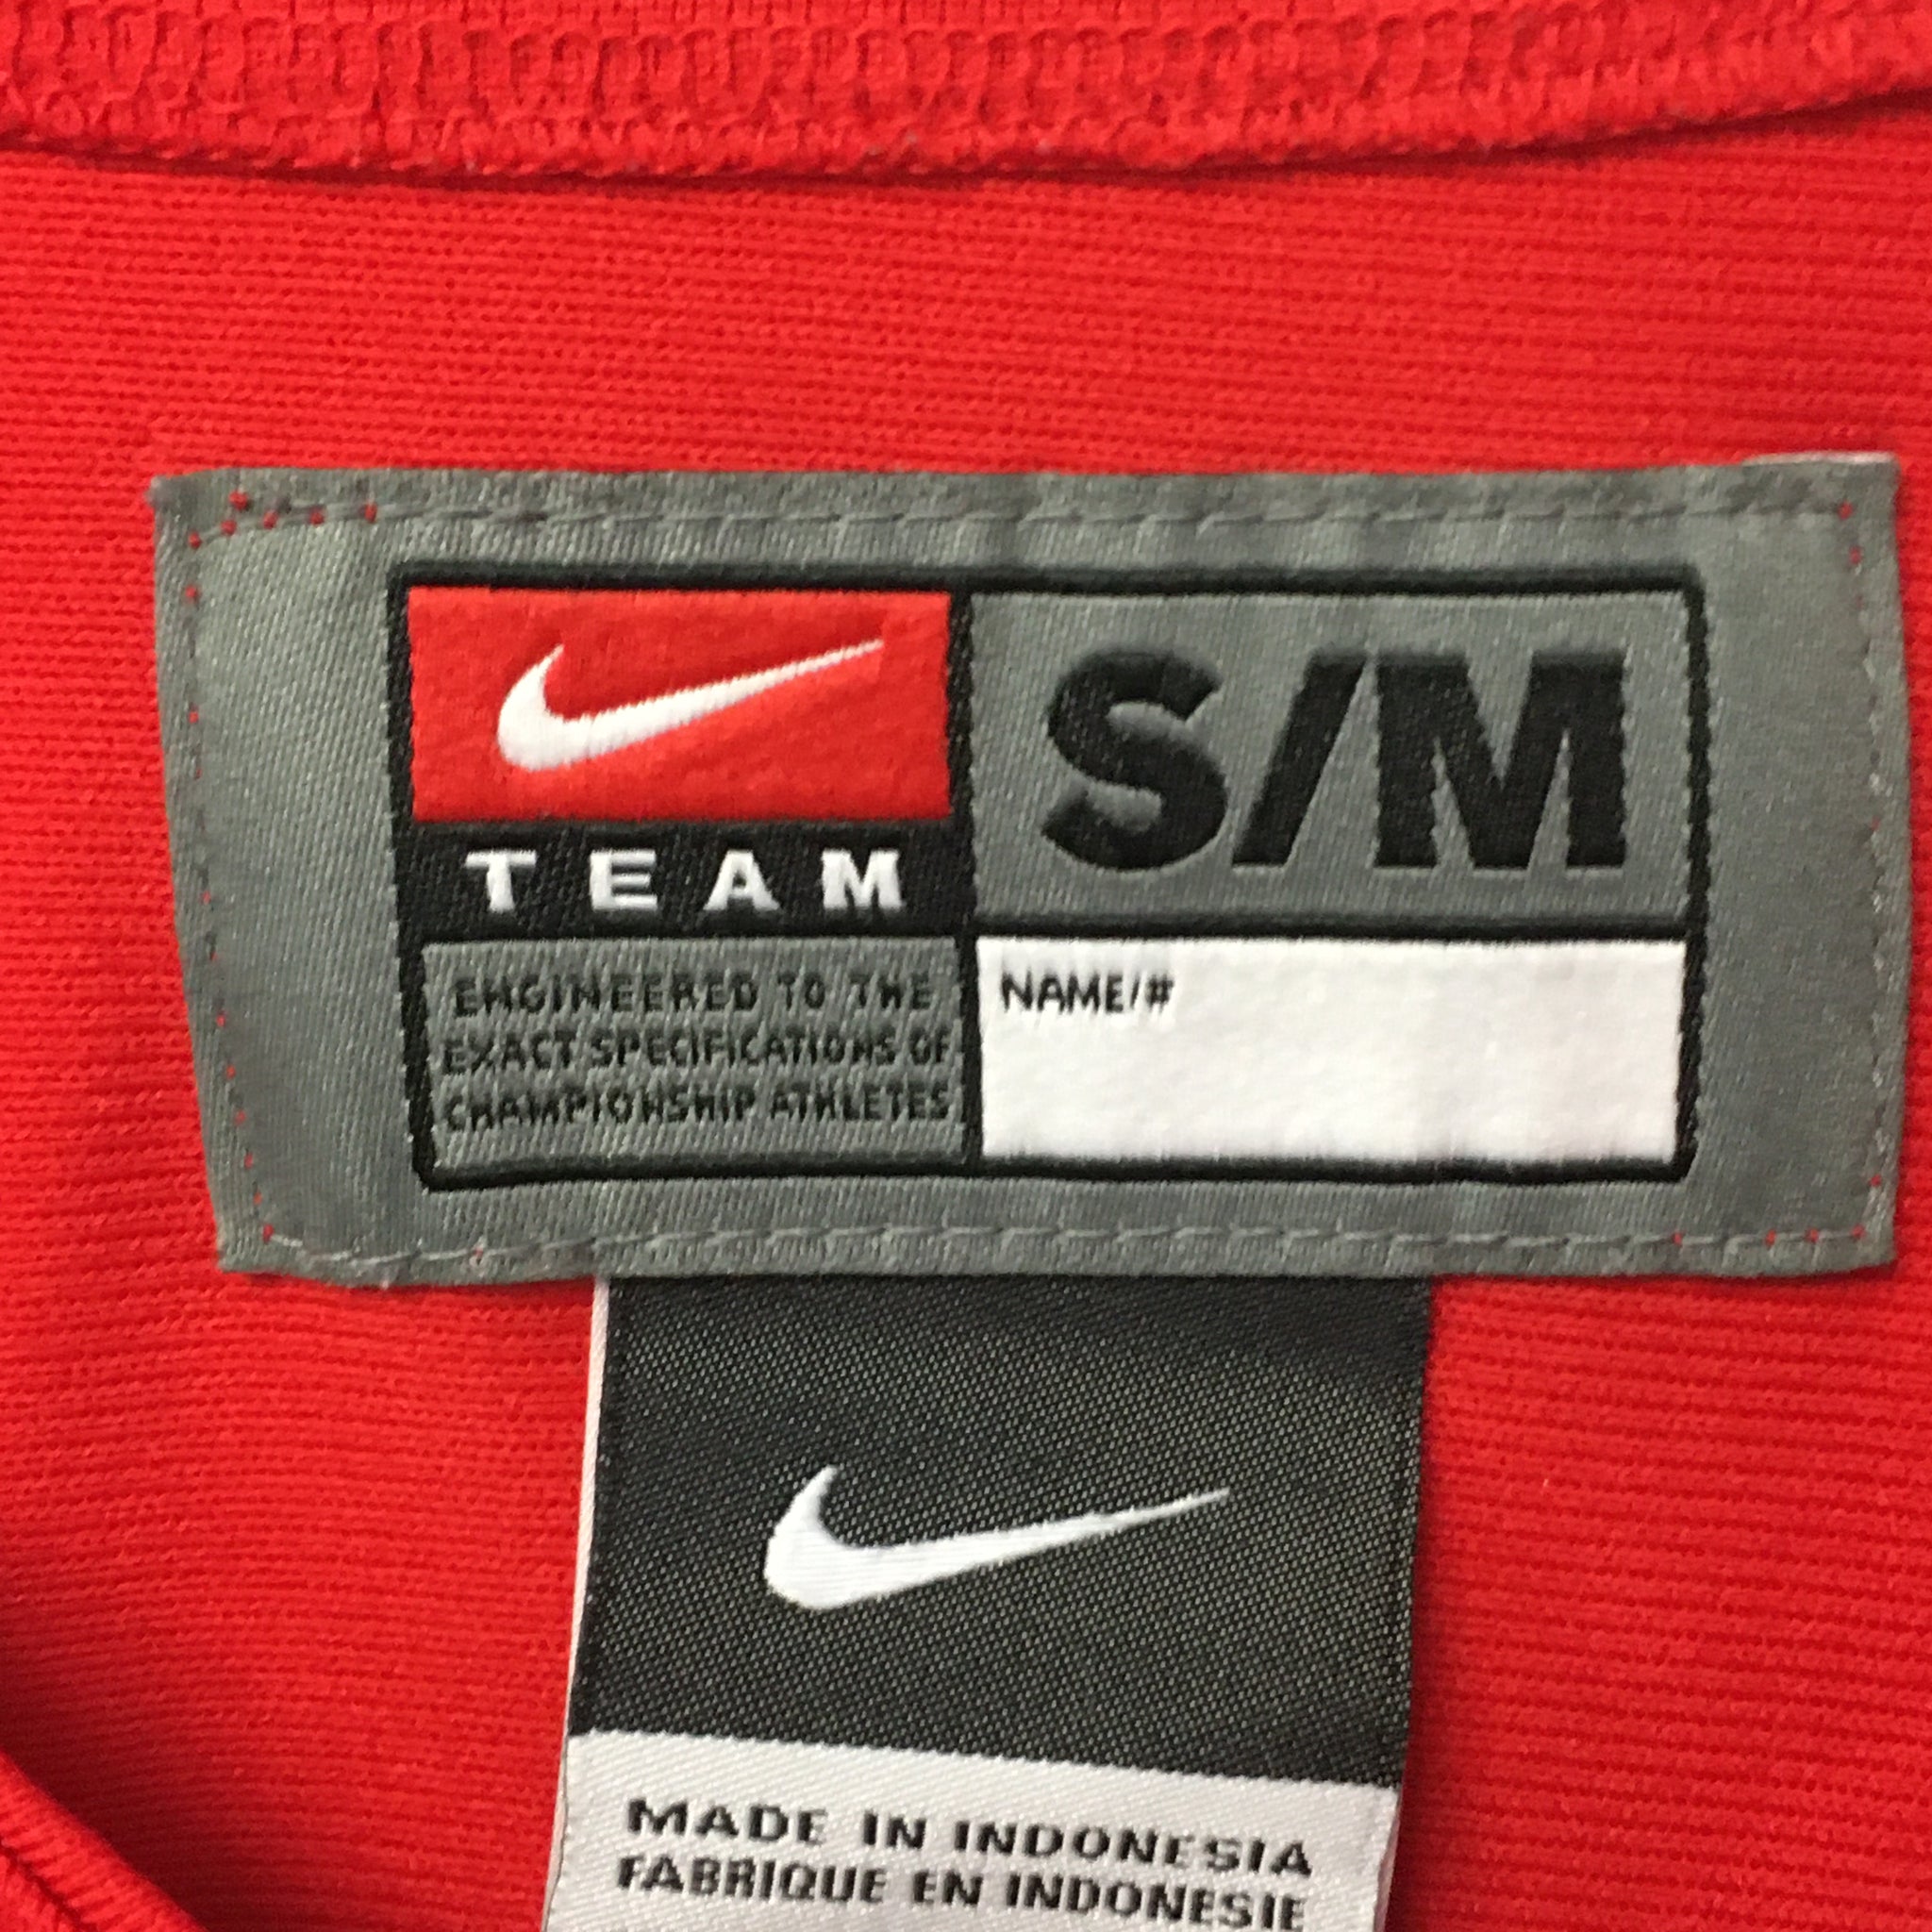 TEAM
S/M
ENGINEERED TO THE
EXACT SPECIFICATIONS OF
CHAMPIONSHIP ATHLETES
NAME/#
MADE IN INDONESIA
FABRIQUE EN INDONESIE